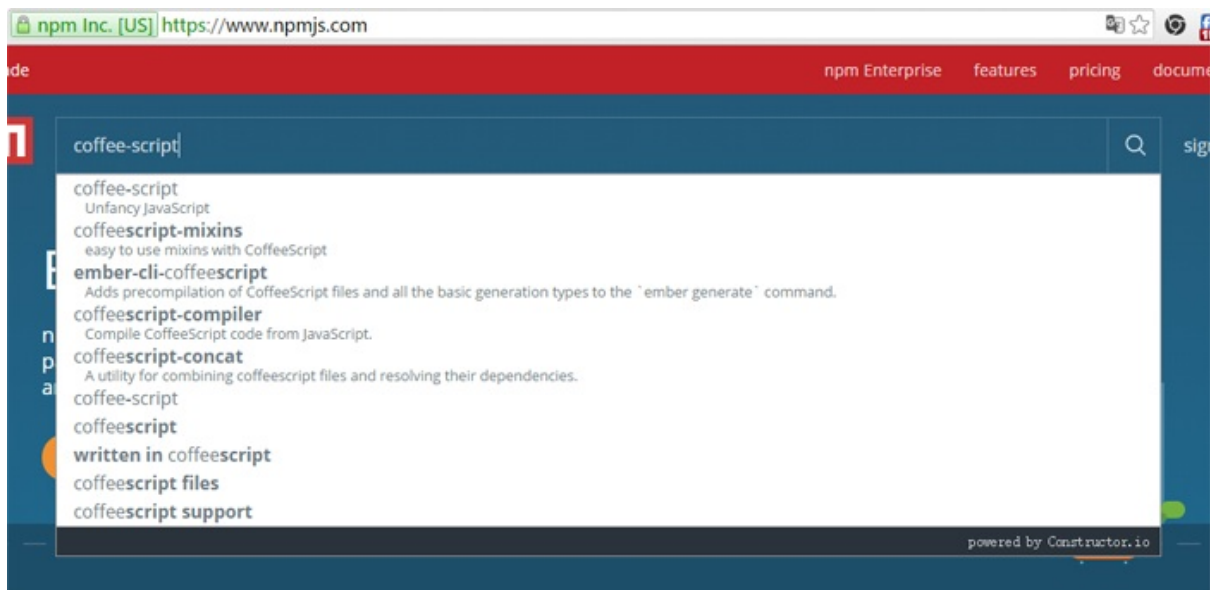 npm Inc. [US] https://www.npmjs.com
ude npm Enterprise features pricing docume
coffee-script sign
coffee-script
Unfancy JavaScript
coffeescript-mixins
easy to use mixins with CoffeeScript
ember-cli-coffeescript
Adds precompilation of CoffeeScript files and all the basic generation types to the `ember generate` command.
coffeescript-compiler
Compile CoffeeScript code from JavaScript.
coffeescript-concat
A utility for combining coffeescript files and resolving their dependencies.
coffee-script
coffeescript
written in coffeescript
coffeescript files
coffeescript support
powered by Constructor.io